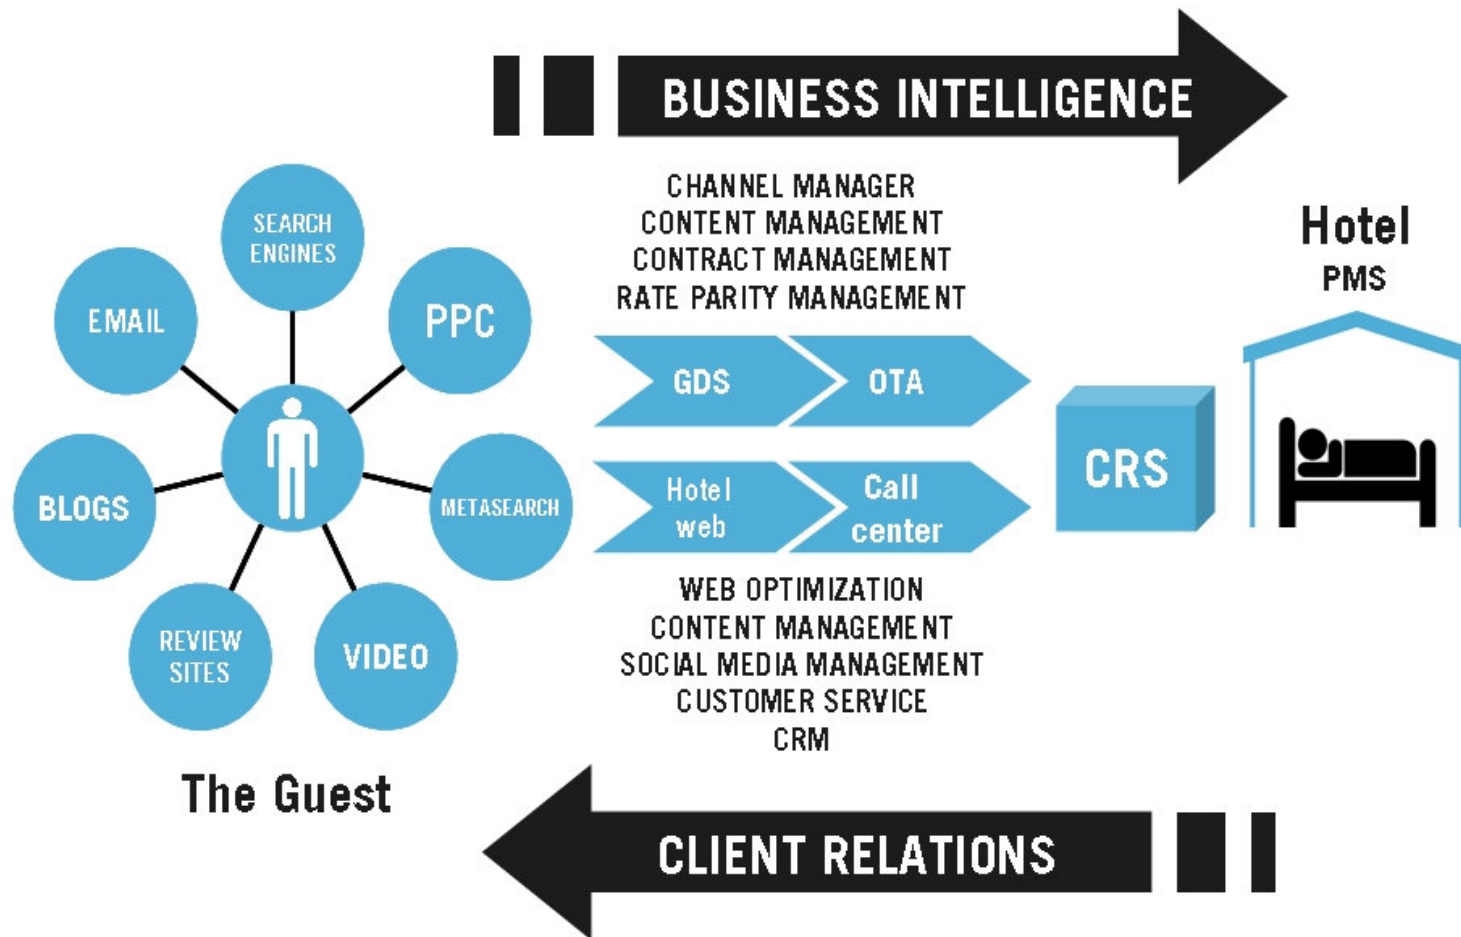 BUSINESS INTELLIGENCE
CHANNEL MANAGER
CONTENT MANAGEMENT
CONTRACT MANAGEMENT
RATE PARITY MANAGEMENT
Hotel
PMS
SEARCH
ENGINES
EMAIL
PPC
BLOGS
METASEARCH
REVIEW
SITES
VIDEO
The Guest
GDS
OTA
Hotel
web
Call
center
CRS
WEB OPTIMIZATION
CONTENT MANAGEMENT
SOCIAL MEDIA MANAGEMENT
CUSTOMER SERVICE
CRM
CLIENT RELATIONS